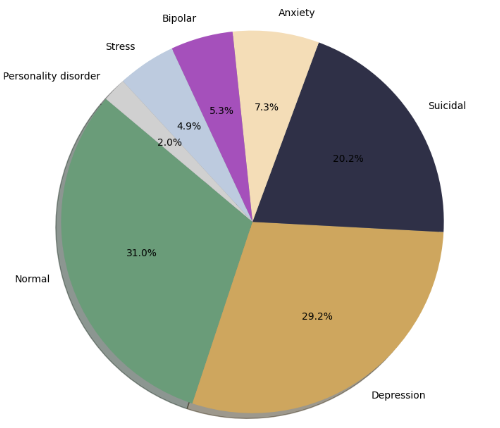 Anxiety
Bipolar
Stress
Personality disorder
Suicidal
7.3%
5.3%
4.9%
2.0%
20.2%
31.0%
Normal
29.2%
Depression